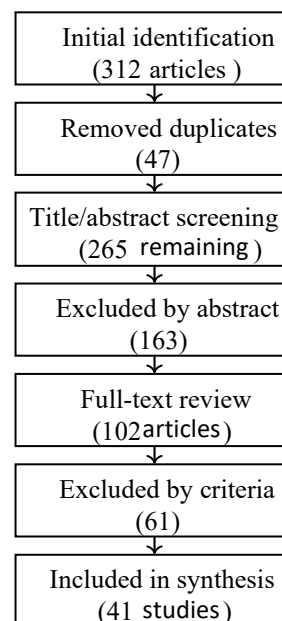 Initial identification
(312 articles )
Removed duplicates
(47)
Title/abstract screening
(265 remaining )
Excluded by abstract
(163)
Full-text review
(102articles)
Excluded by criteria
(61)
Included in synthesis
(41 studies)